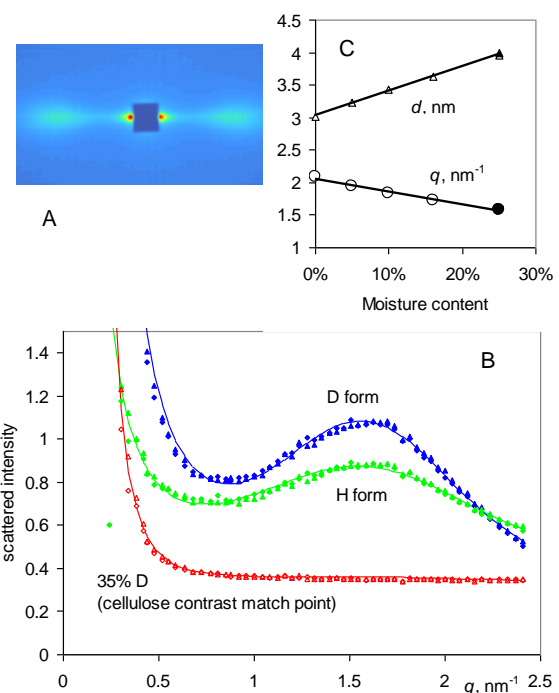 A
C
4.5
4
3.5
3
2.5
2
1.5
1
d, nm
q, nm-1
0%
10%
20%
30%
Moisture content
B
1.4
1.2
1
0.8
0.6
0.4
0.2
0
scattered intensity
D form
H form
35% D
(cellulose contrast match point)
0
0.5
1
1.5
2
2.5
q, nm-1